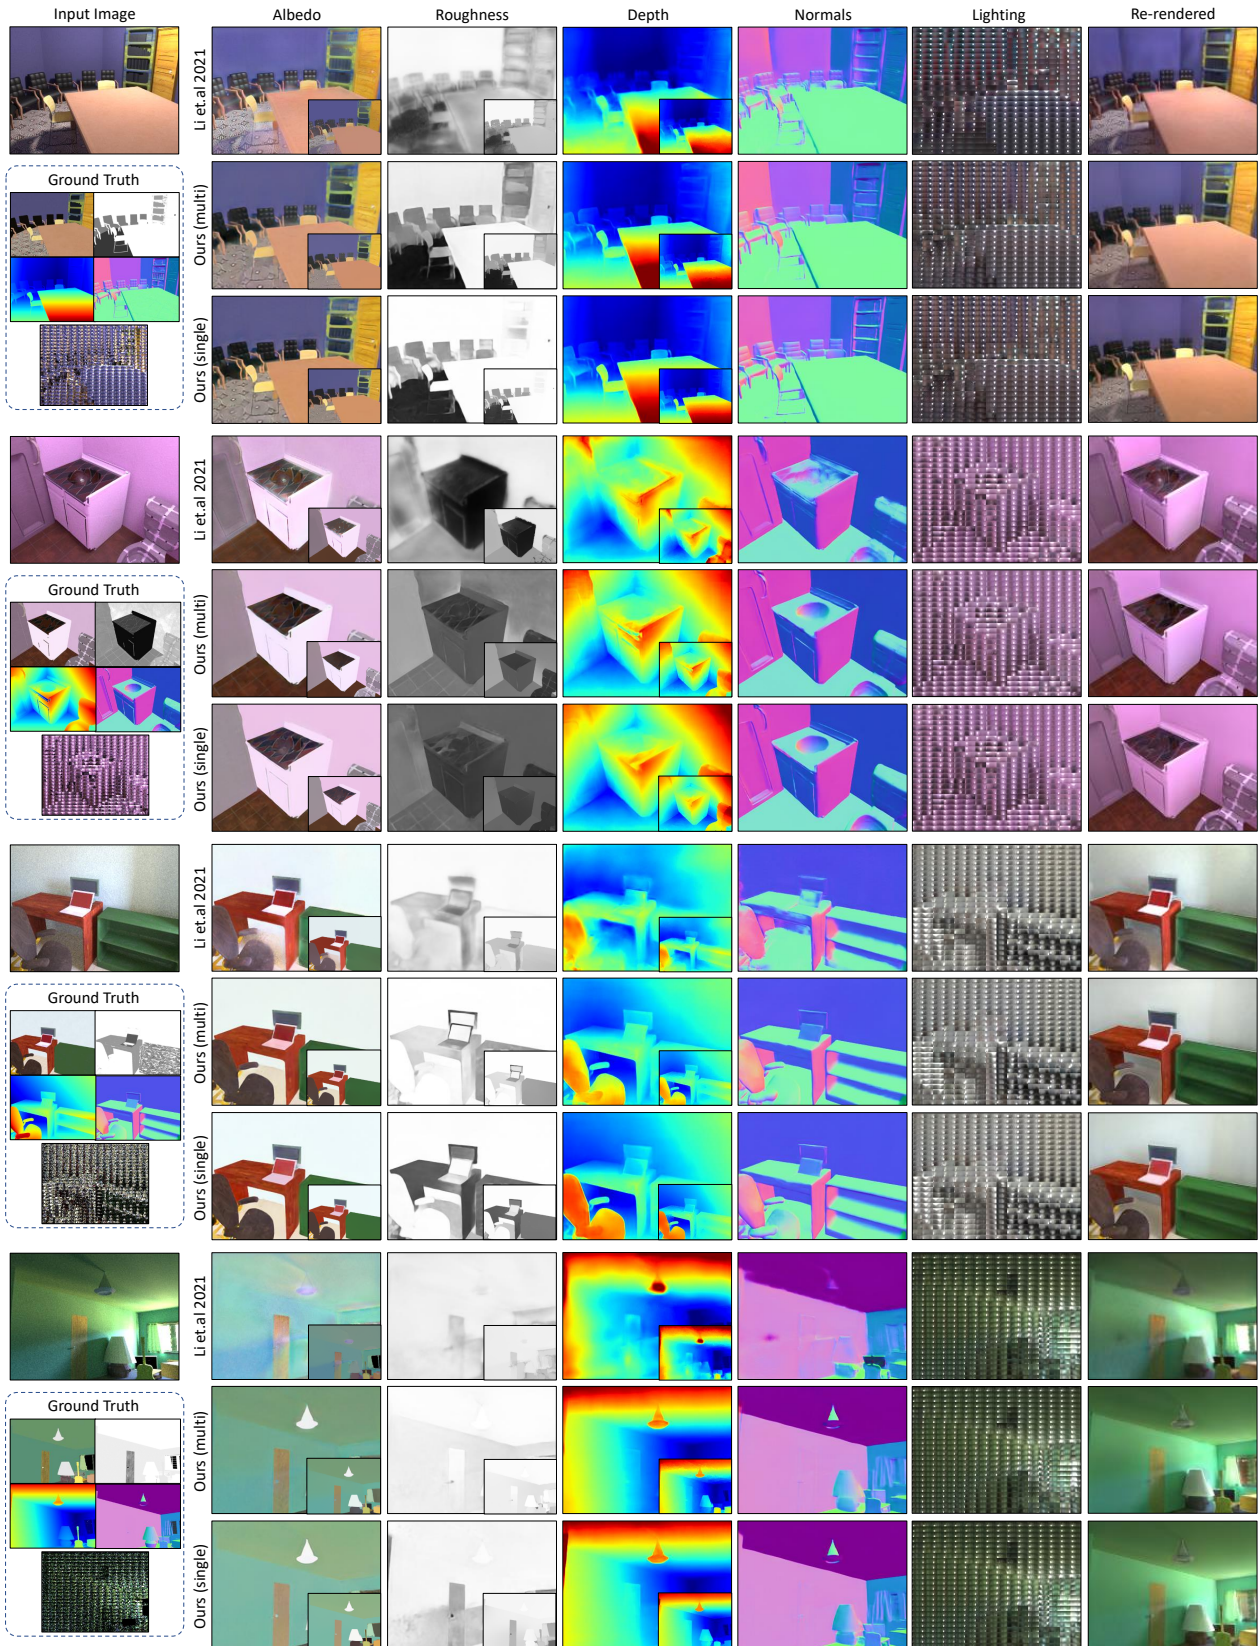 Input Image Albedo Roughness Depth Normals Lighting Re-rendered
Li et.al 2021
Ground Truth
Ours (multi)
Ours (single)
Li et.al 2021
Ground Truth
Ours (multi)
Ours (single)
Li et.al 2021
Ground Truth
Ours (multi)
Ours (single)
Li et.al 2021
Ground Truth
Ours (multi)
Ours (single)